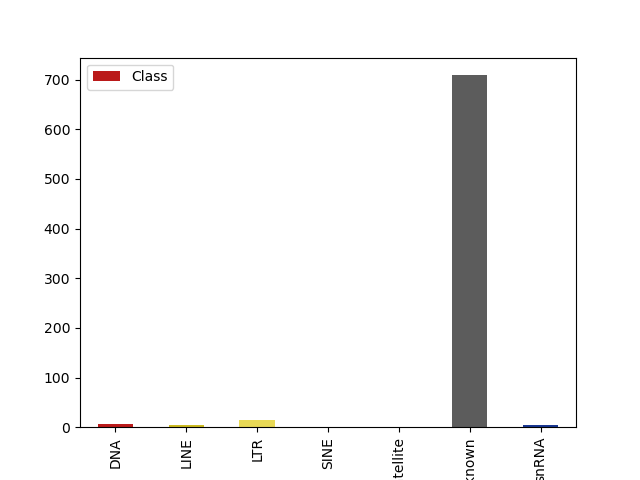 Class
700
600
500
400
300
200
100
0
DNA
LINE
LTR
SINE
tellite
known
snRNA